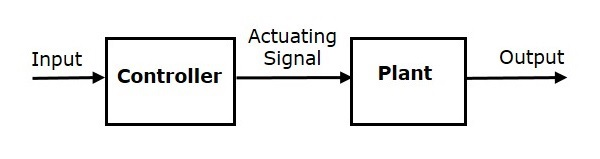 Input
Controller
Actuating
Signal
Plant
Output